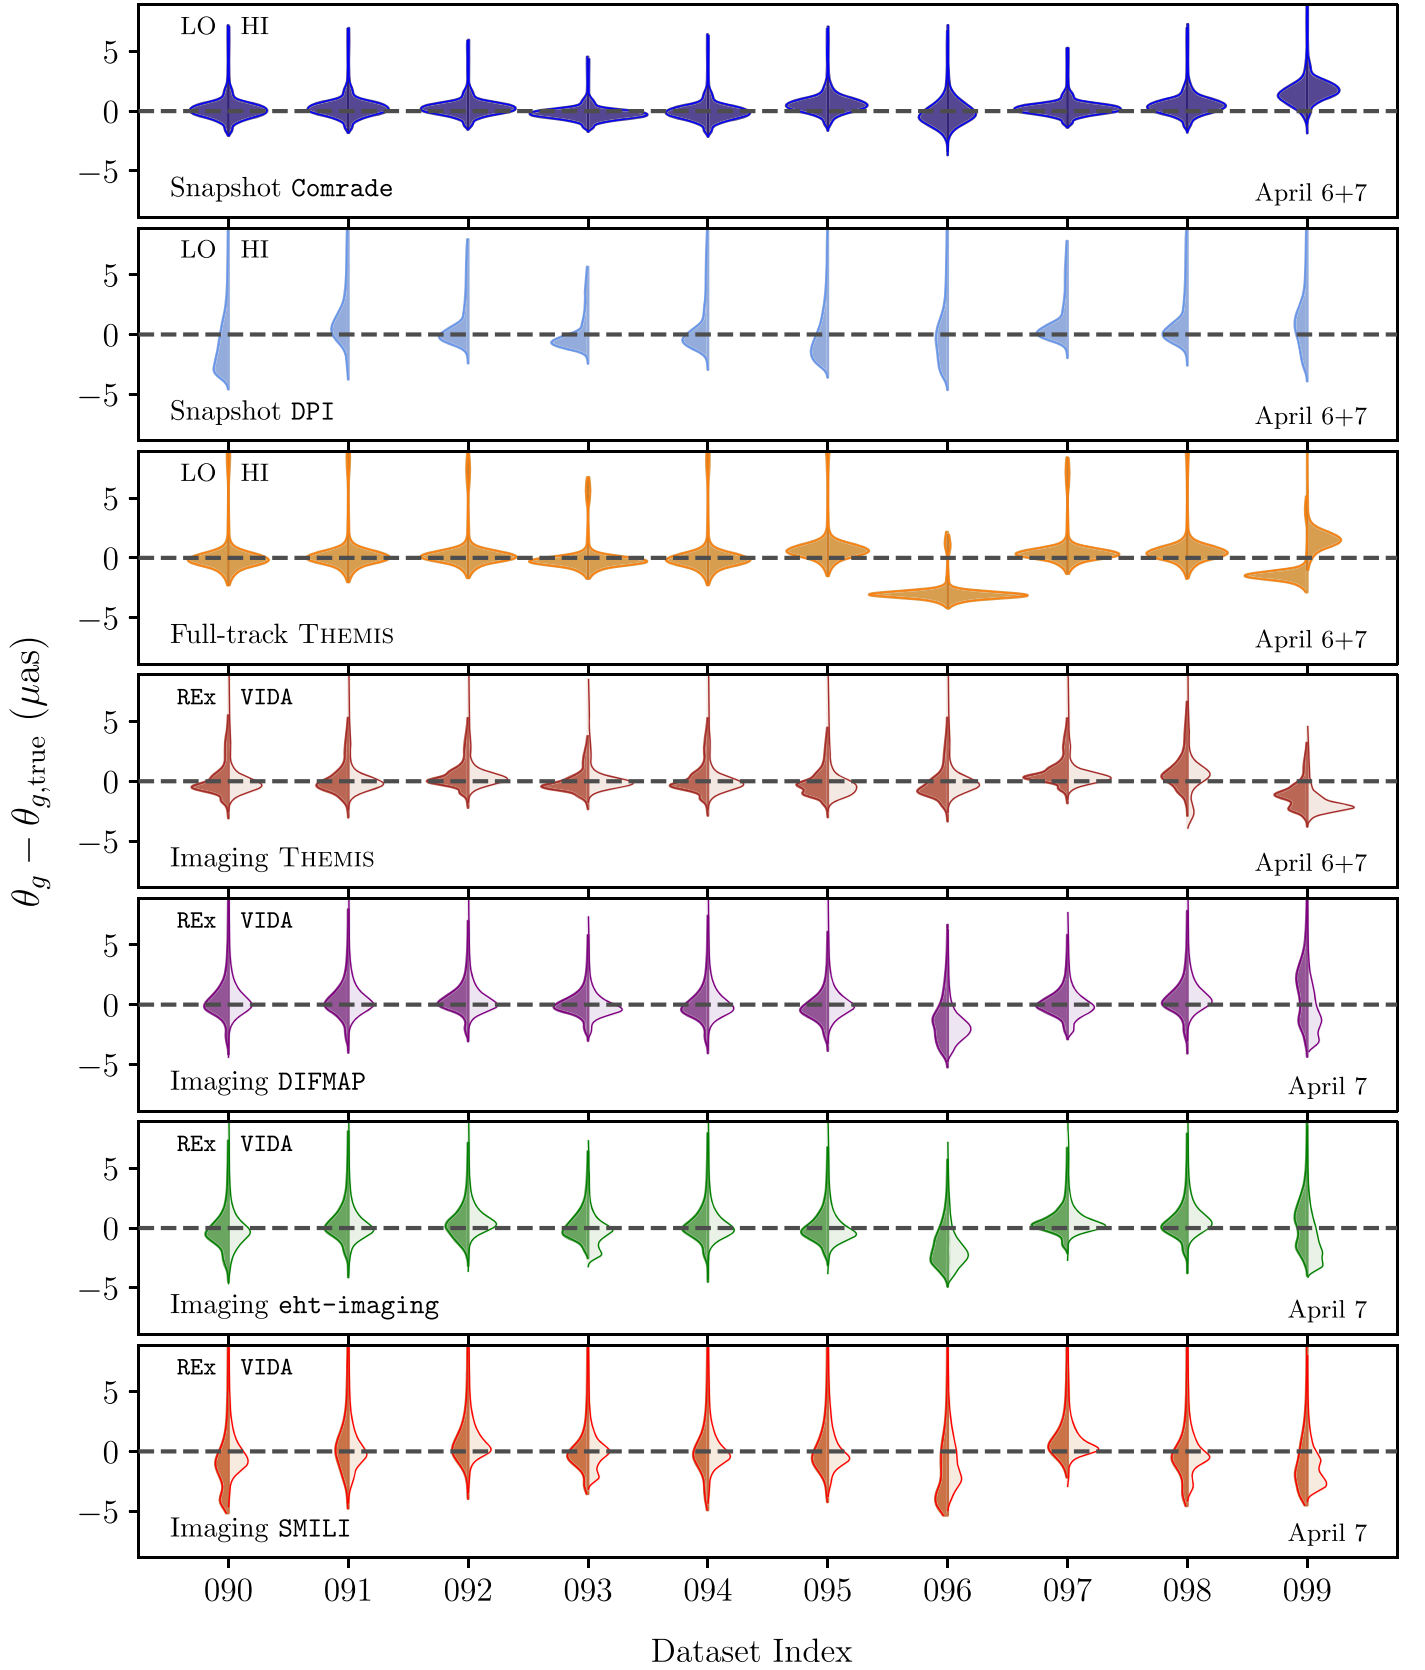 LO HI
5
0
−5
Snapshot Comrade
April 6+7
LO HI
5
0
−5
Snapshot DPI
April 6+7
LO HI
5
0
−5
Full-track THEMIS
April 6+7
REx VIDA
5
0
−5
Imaging THEMIS
April 6+7
REx VIDA
5
0
−5
Imaging DIFMAP
April 7
REx VIDA
5
0
−5
Imaging eht-imaging
April 7
REx VIDA
5
0
−5
Imaging SMILI
April 7
θg − θg,true (μas)
090 091 092 093 094 095 096 097 098 099
Dataset Index